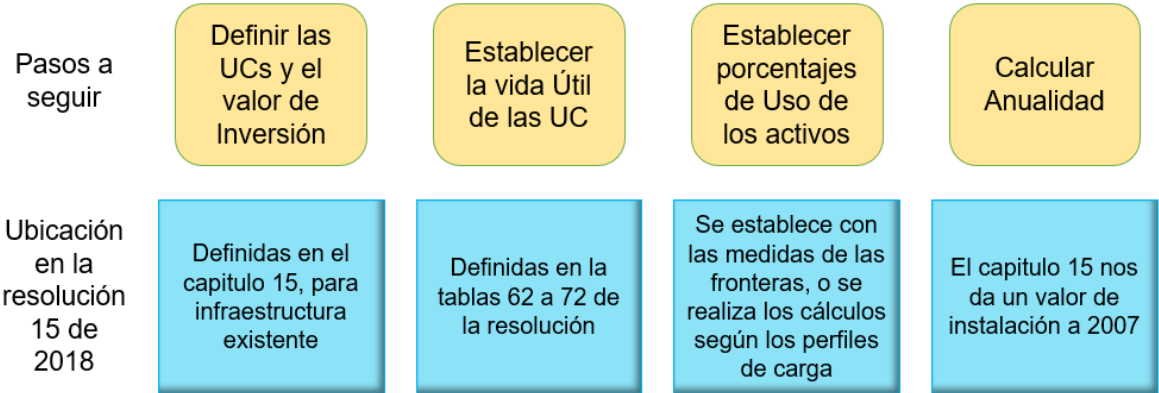 Pasos a
seguir
Definir las
UCs y el
valor de
Inversión
Establecer
la vida Útil
de las UC
Establecer
porcentajes
de Uso de
los activos
Calcular
Anualidad
Ubicación
en la
resolución
15 de
2018
Definidas en el
capitulo 15, para
infraestructura
existente
Definidas en la
tablas 62 a 72 de
la resolución
Se establece con
las medidas de las
fronteras, o se
realiza los cálculos
según los perfiles
de carga
El capitulo 15 nos
da un valor de
instalación a 2007